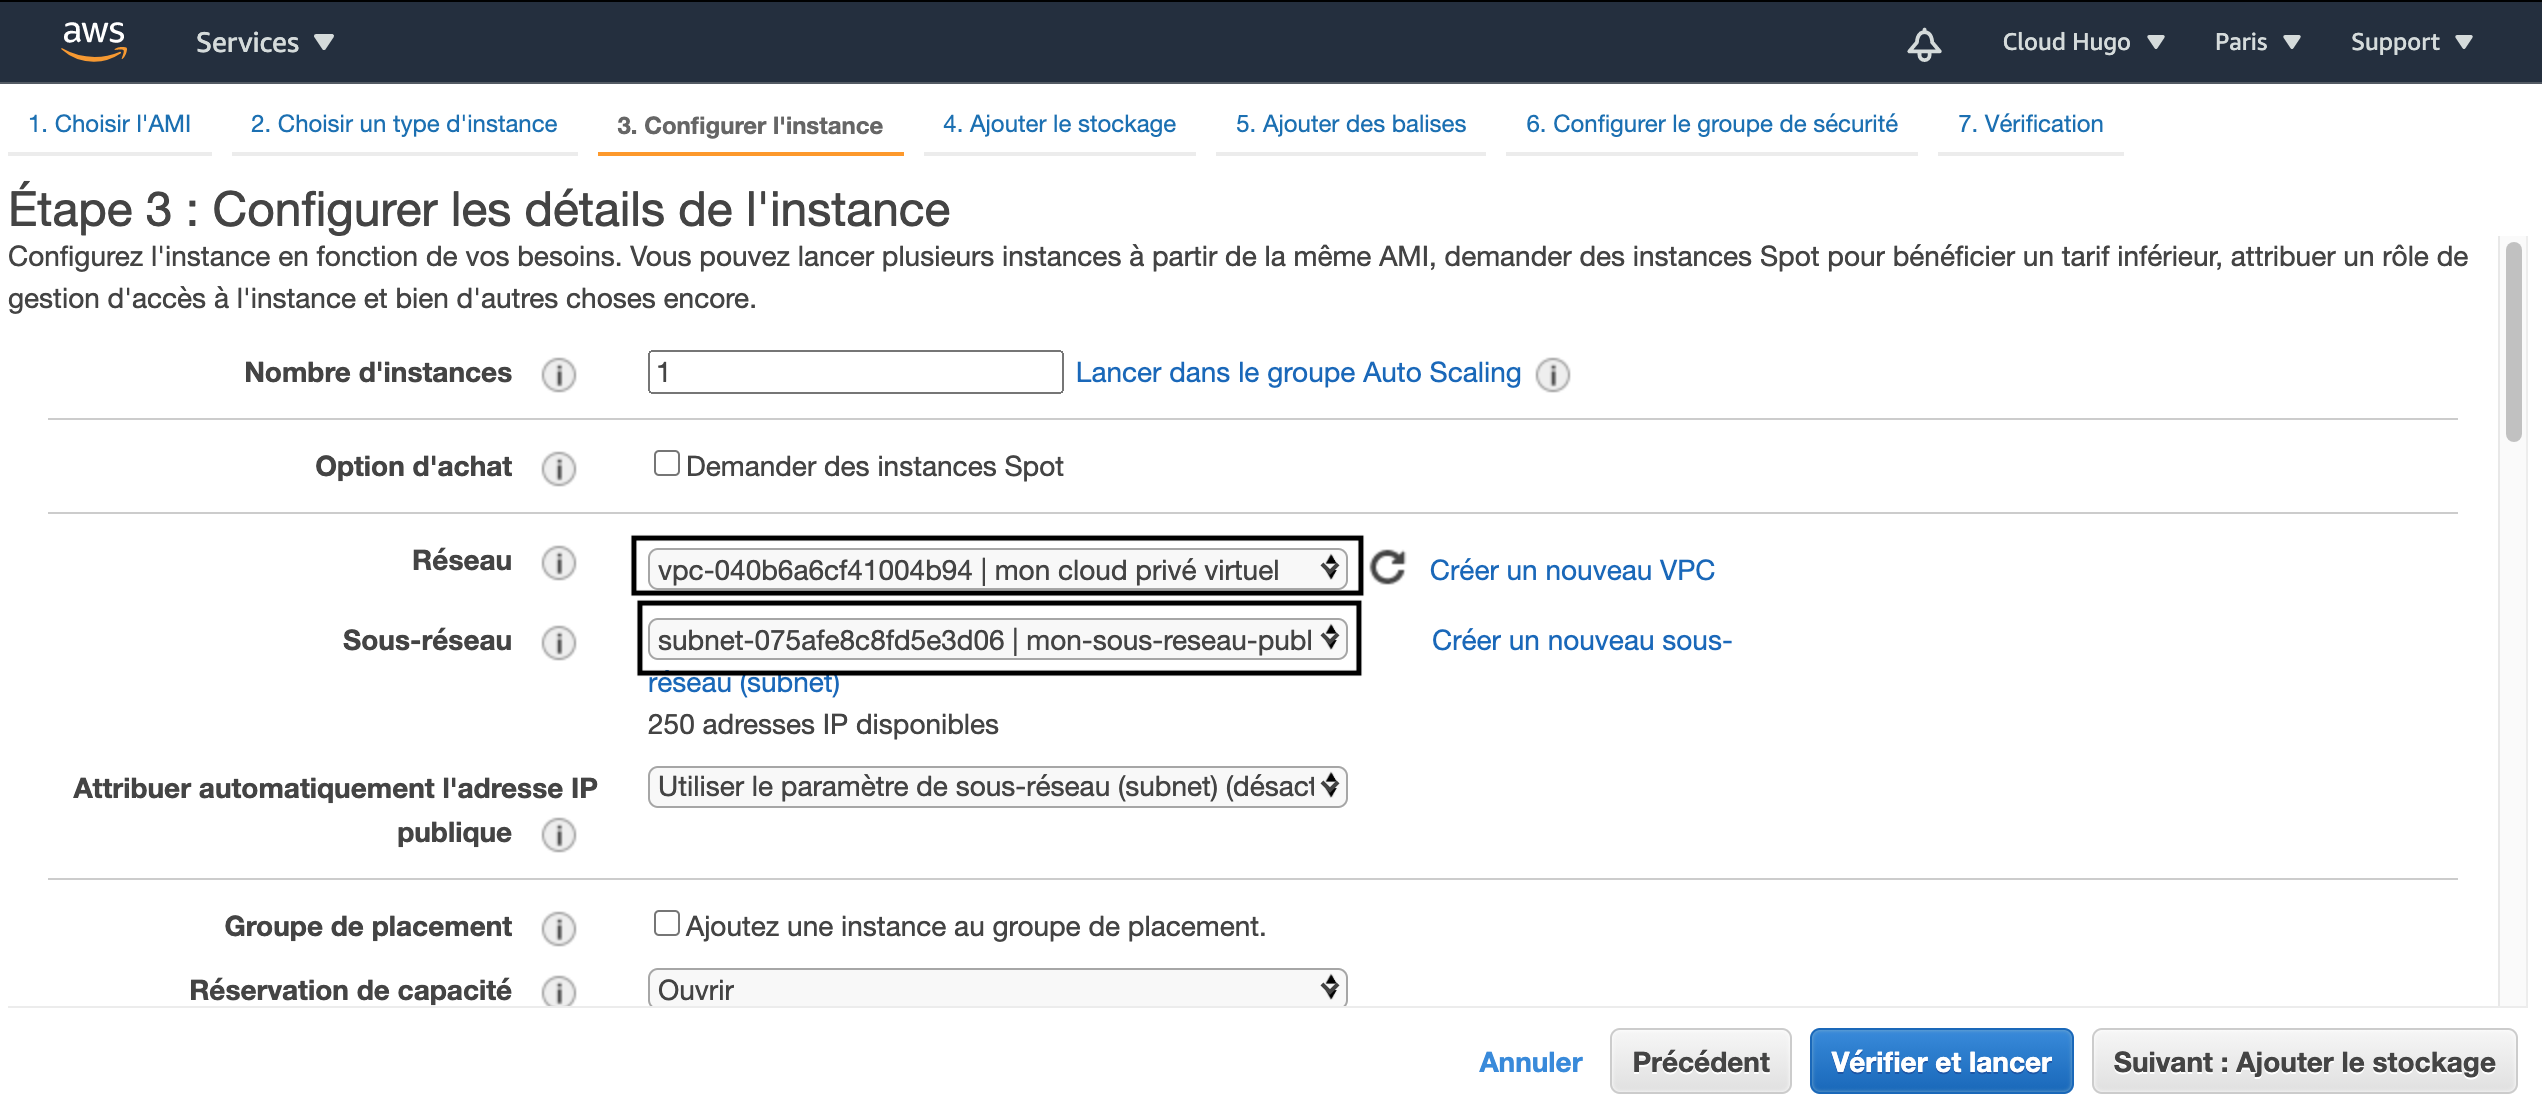 aws
Services
Cloud Hugo
Paris
Support
1. Choisir l'AMI
2. Choisir un type d'instance
3. Configurer l'instance
4. Ajouter le stockage
5. Ajouter des balises
6. Configurer le groupe de sécurité
7. Vérification
Étape 3 : Configurer les détails de l'instance
Configurez l'instance en fonction de vos besoins. Vous pouvez lancer plusieurs instances à partir de la même AMI, demander des instances Spot pour bénéficier un tarif inférieur, attribuer un rôle de
gestion d'accès à l'instance et bien d'autres choses encore.
Nombre d'instances
1
Lancer dans le groupe Auto Scaling
Option d'achat
Demander des instances Spot
Réseau
vpc-040b6a6cf41004b94 | mon cloud privé virtuel
Créer un nouveau VPC
Sous-réseau
subnet-075afe8c8fd5e3d06 | mon-sous-reseau-publ
Créer un nouveau sous-
réseau (subnet)
250 adresses IP disponibles
Attribuer automatiquement l'adresse IP
publique
Utiliser le paramètre de sous-réseau (subnet) (désact
Groupe de placement
Ajoutez une instance au groupe de placement.
Réservation de capacité
Ouvrir
Annuler
Précédent
Vérifier et lancer
Suivant : Ajouter le stockage